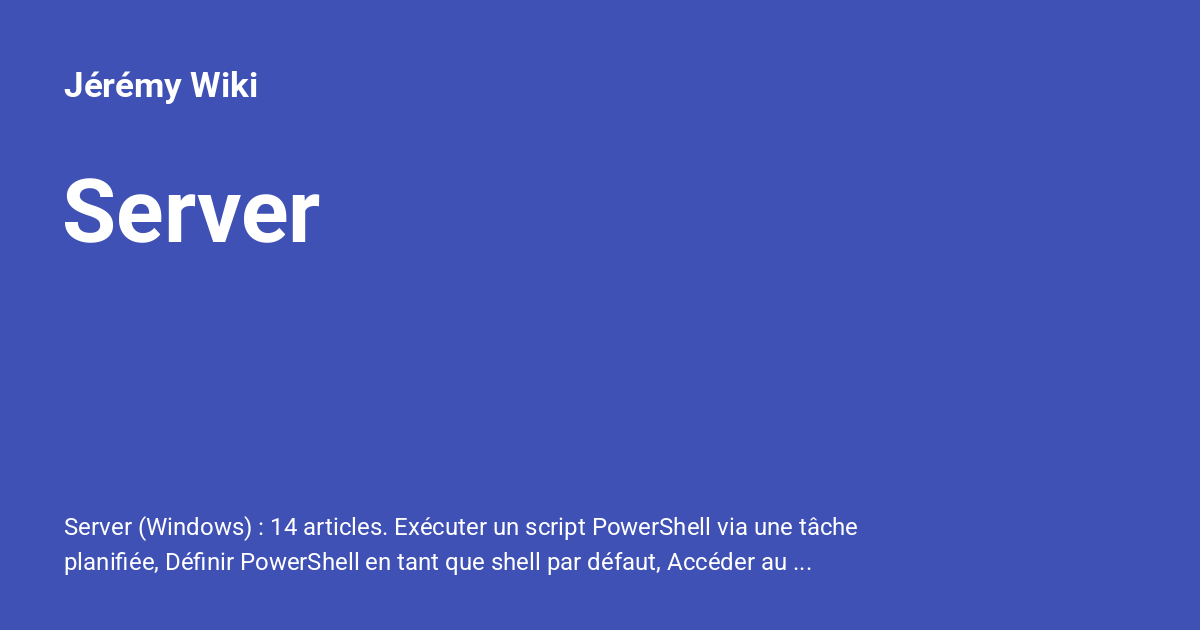 Jérémy Wiki
Server
Server (Windows) : 14 articles. Exécuter un script PowerShell via une tâche
planifiée, Définir PowerShell en tant que shell par défaut, Accéder au ...